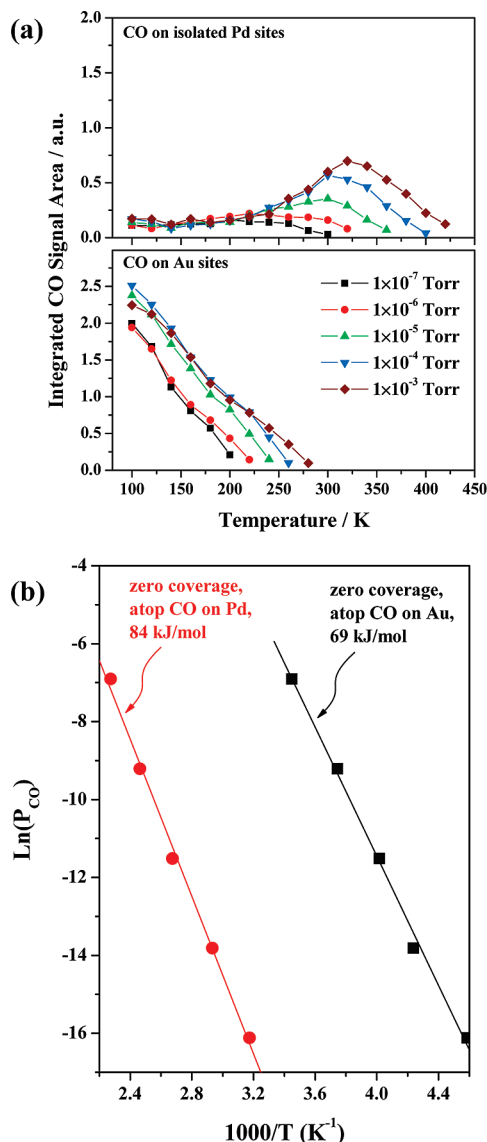 (a)
CO on isolated Pd sites
2.0
1.5
1.0
0.5
0.0
CO on Au sites
2.5
2.0
1.5
1.0
0.5
0.0
1×10⁻⁷ Torr
1×10⁻⁶ Torr
1×10⁻⁵ Torr
1×10⁻⁴ Torr
1×10⁻³ Torr
Integrated CO Signal Area / a.u.
100 150 200 250 300 350 400 450
Temperature / K
(b)
zero coverage,
atop CO on Pd,
84 kJ/mol
zero coverage,
atop CO on Au,
69 kJ/mol
-4
-6
-8
-10
-12
-14
-16
Ln(P_CO)
2.4 3.2 3.6 4.0 4.4
1000/T (K⁻¹)